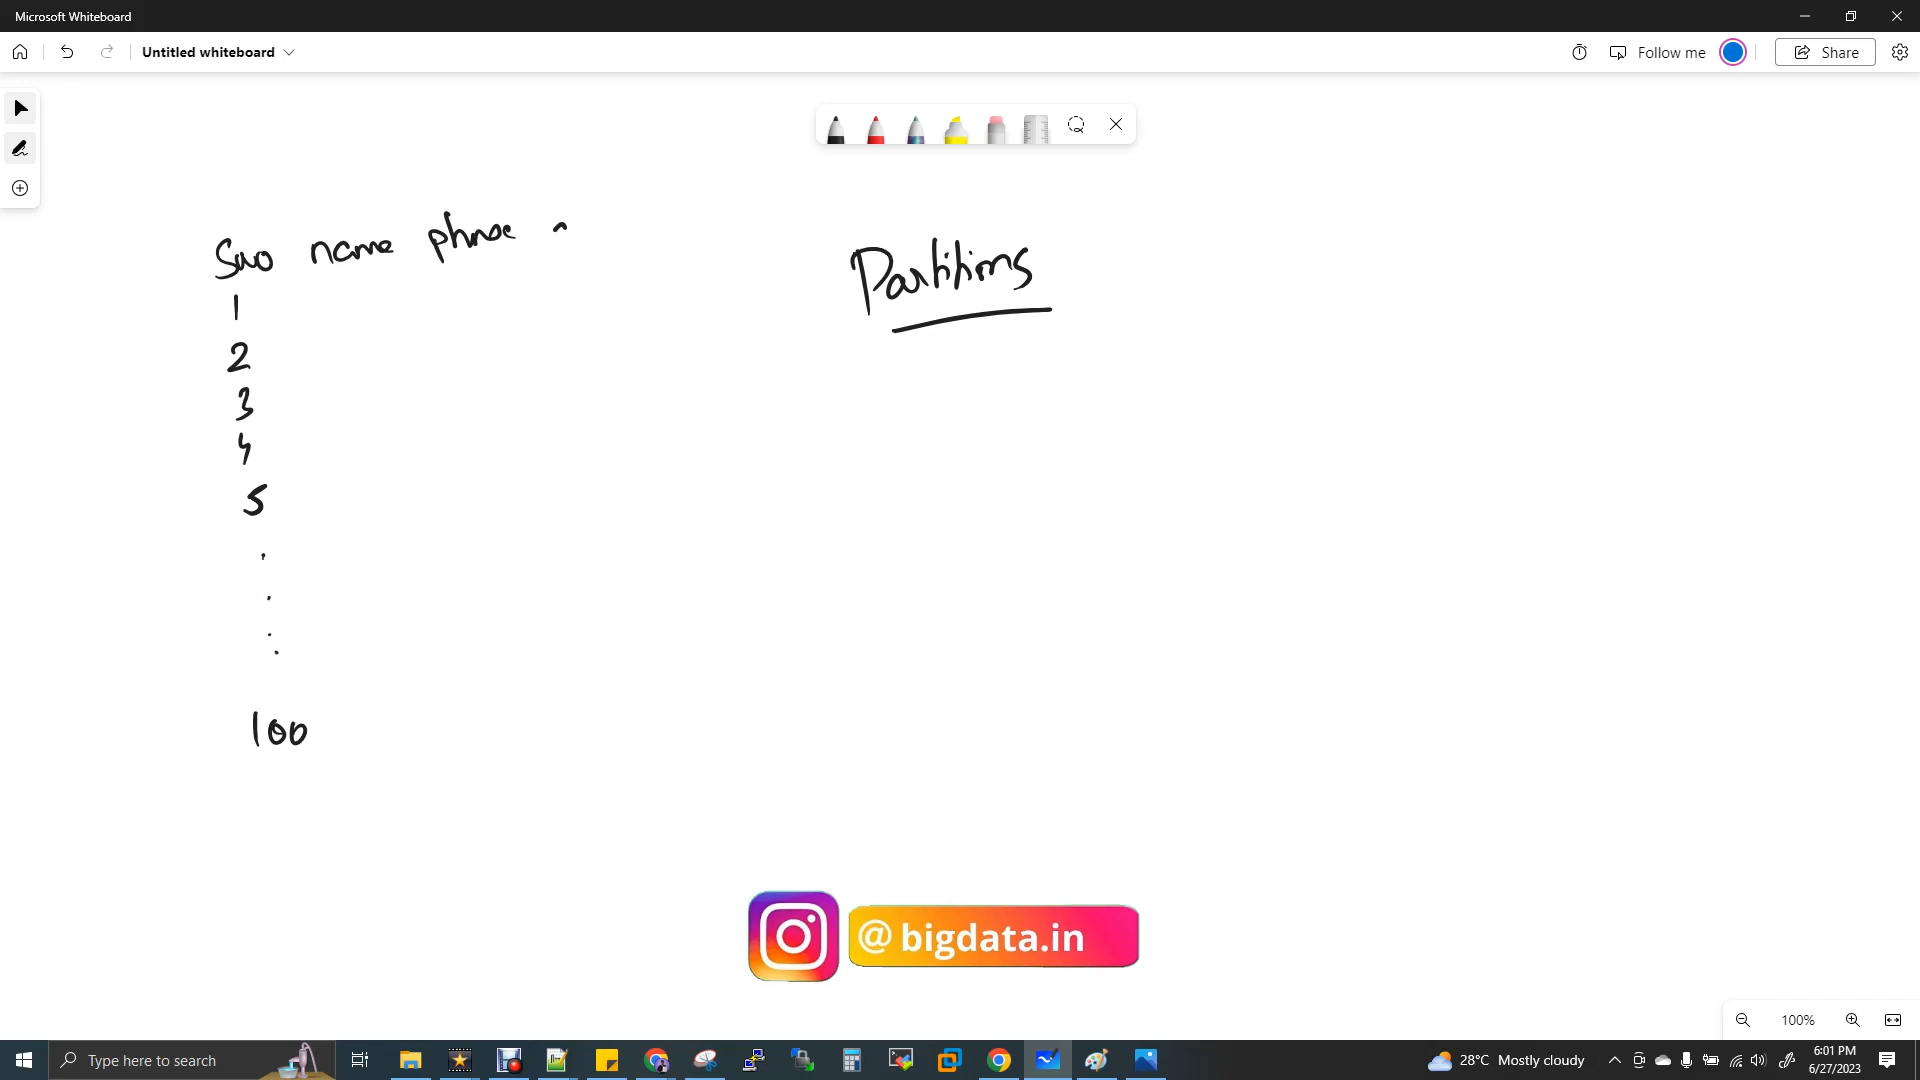 Microsoft Whiteboard
Untitled whiteboard
Follow me
Share
Sno name phnoe
Partitions
1
2
3
4
5
.
.
.
.
100
@ bigdata.in
100%
Type here to search
28°C Mostly cloudy
6:01 PM
6/27/2023